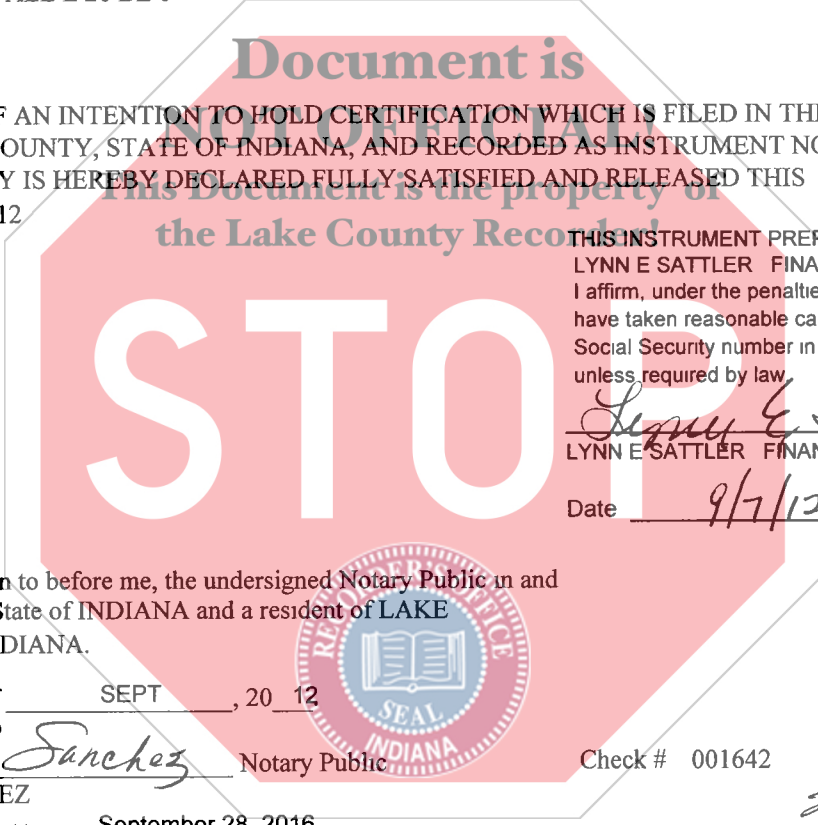 Document is
NOT OFFICIAL!
F AN INTENTION TO HOLD CERTIFICATION WHICH IS FILED IN THE
OUNTY, STATE OF INDIANA, AND RECORDED AS INSTRUMENT NO
Y IS HEREBY DECLARED FULLY SATISFIED AND RELEASED THIS
This Document is the property of
12
the Lake County Recorder!
THIS INSTRUMENT PREP
LYNN E SATTLER FINA
I affirm, under the penaltie
have taken reasonable ca
Social Security number in
unless required by law
STOP
Lynn E S
LYNN E SATTLER FINAN
Date 9/7/12
n to before me, the undersigned Notary Public in and
State of INDIANA and a resident of LAKE
DIANA.
RECORDER'S OFFICE
SEAL
INDIANA
SEPT , 20 12
Sanchez Notary Public
Check # 001642
EZ
September 28, 2016